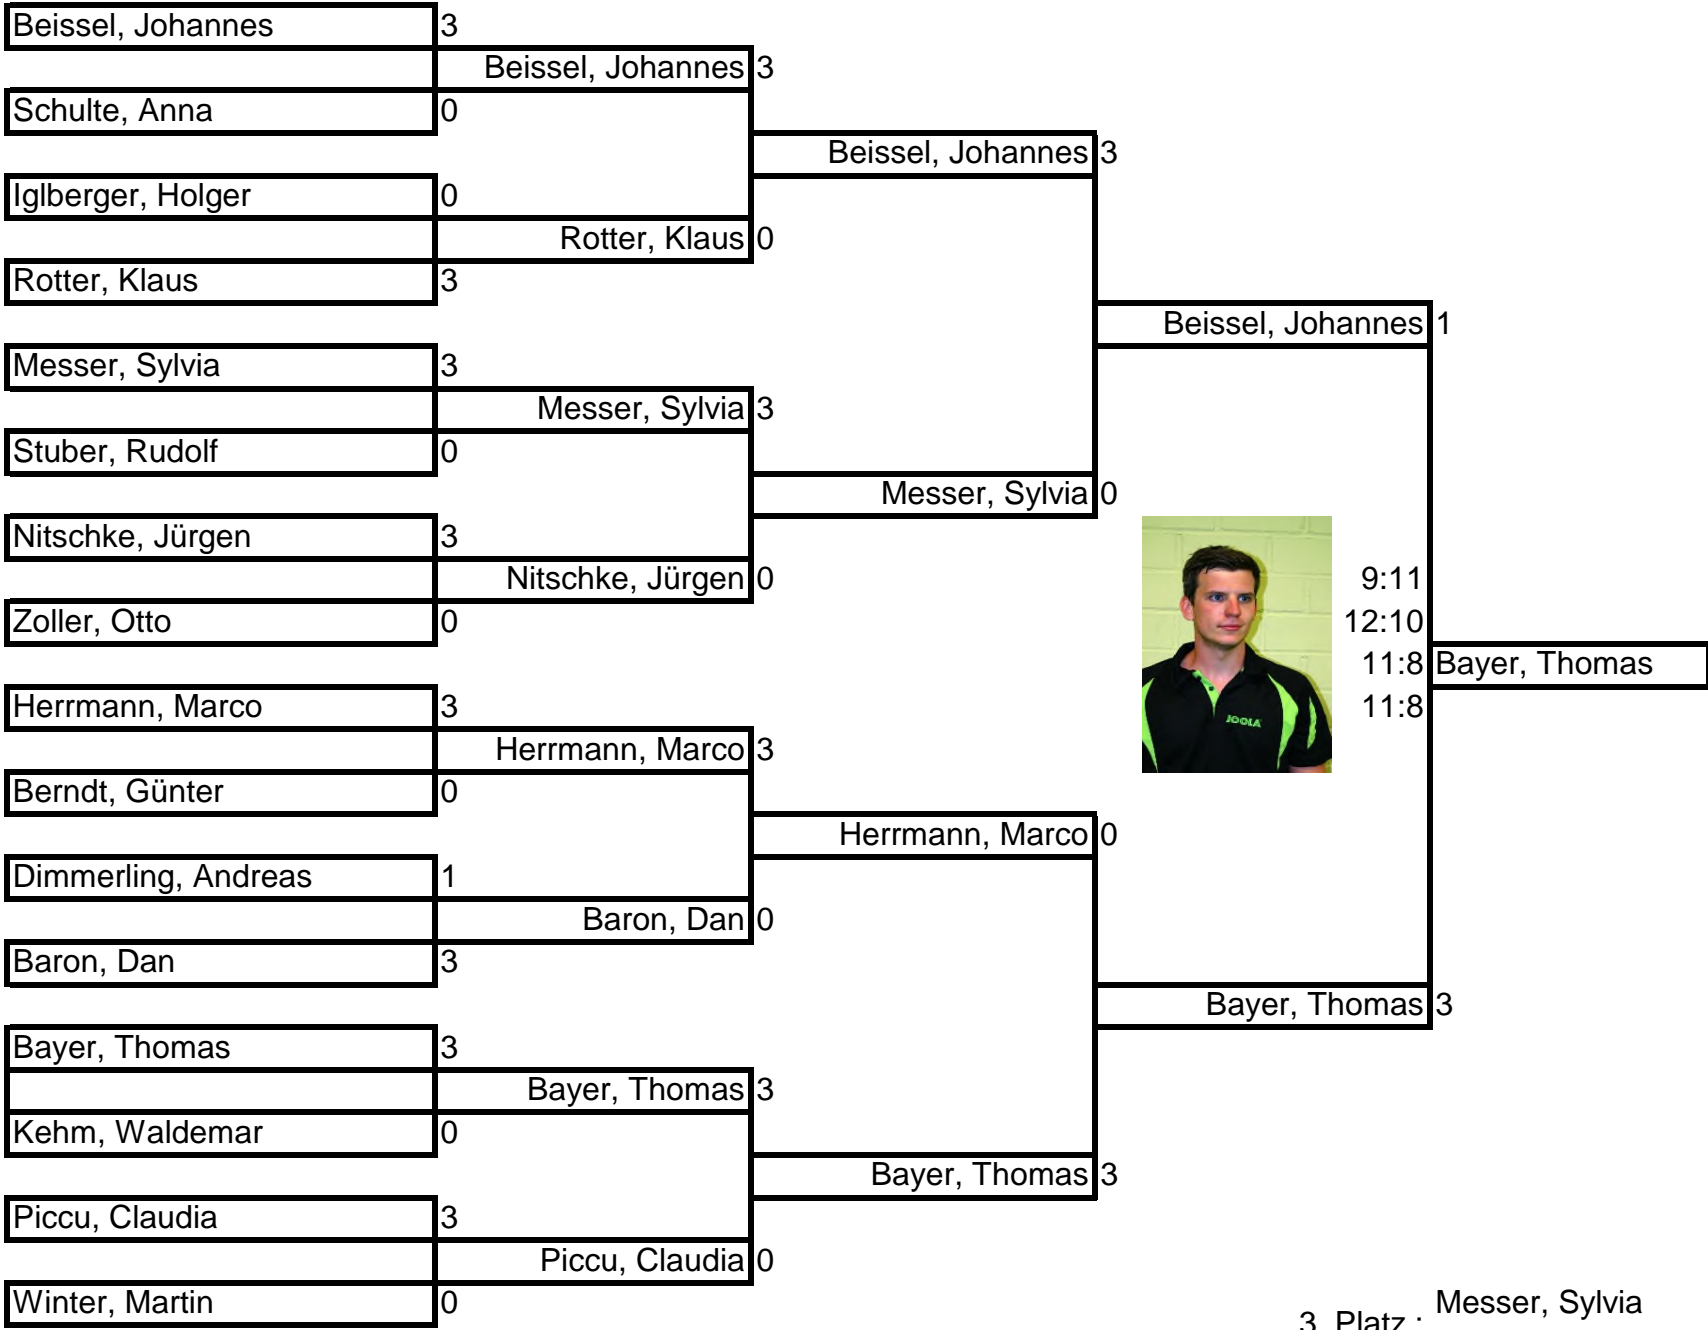 Beissel, Johannes 3
Beissel, Johannes 3
Schulte, Anna 0
Beissel, Johannes 3
Iglberger, Holger 0
Rotter, Klaus 0
Rotter, Klaus 3
Beissel, Johannes 1
Messer, Sylvia 3
Messer, Sylvia 3
Stuber, Rudolf 0
Messer, Sylvia 0
Nitschke, Jürgen 3
Nitschke, Jürgen 0
9:11
Zoller, Otto 0
12:10
11:8 Bayer, Thomas
Herrmann, Marco 3
11:8
JOOLA
Herrmann, Marco 3
Berndt, Günter 0
Herrmann, Marco 0
Dimmerling, Andreas 1
Baron, Dan 0
Baron, Dan 3
Bayer, Thomas 3
Bayer, Thomas 3
Bayer, Thomas 3
Kehm, Waldemar 0
Bayer, Thomas 3
Piccu, Claudia 3
Piccu, Claudia 0
Winter, Martin 0
Messer, Sylvia
3. Platz :